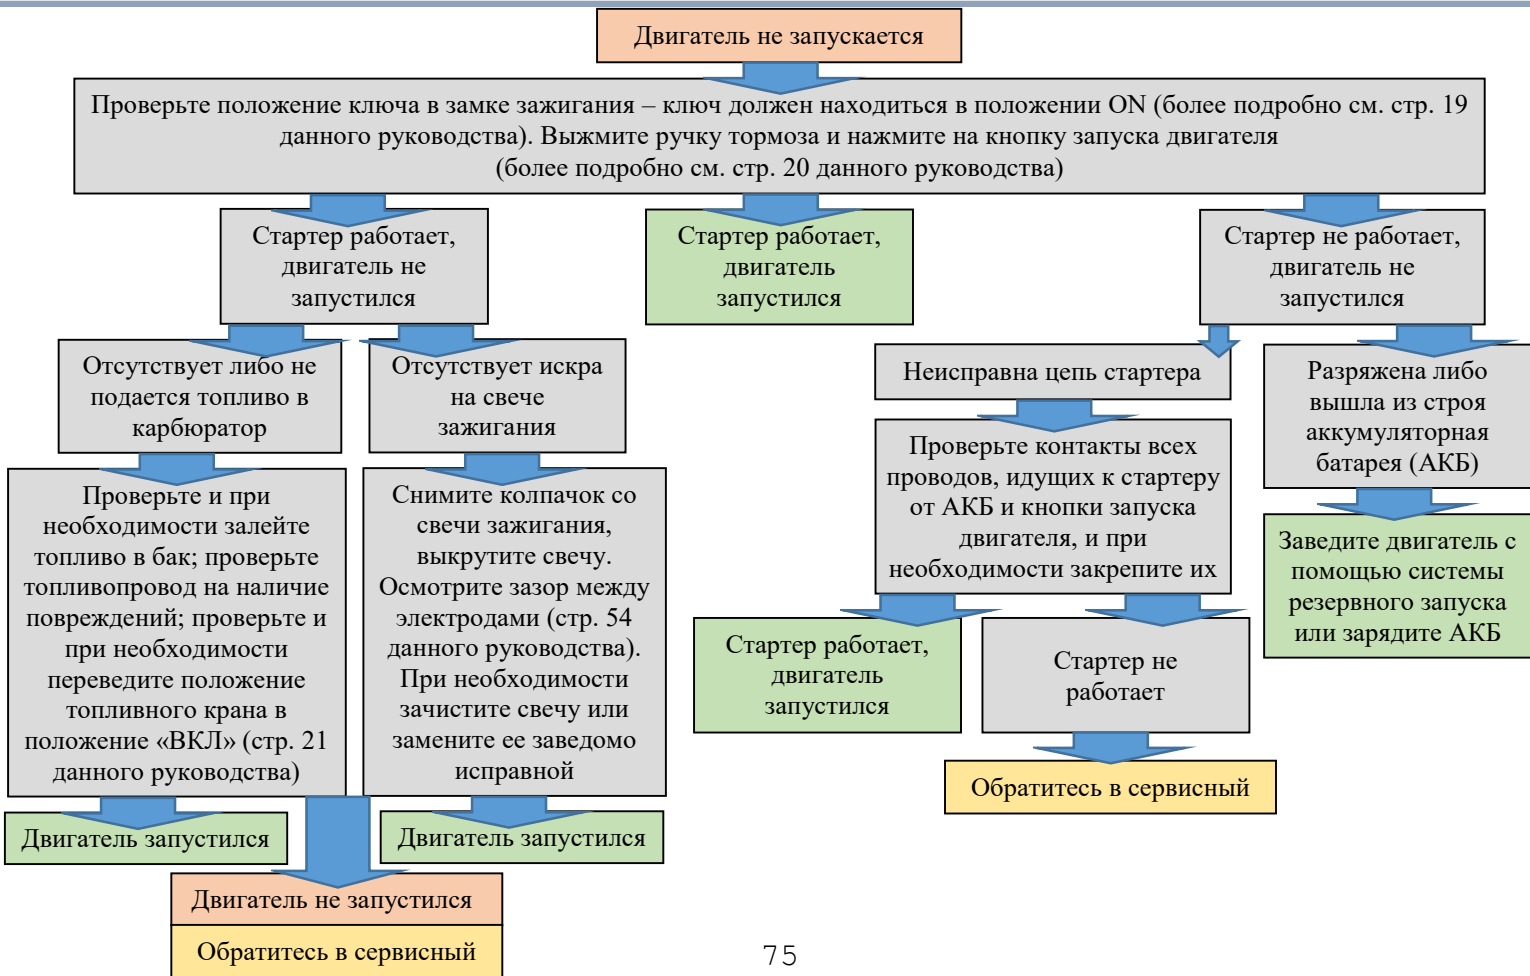 Двигатель не запускается
Проверьте положение ключа в замке зажигания – ключ должен находиться в положении ON (более подробно см. стр. 19
данного руководства). Выжмите ручку тормоза и нажмите на кнопку запуска двигателя
(более подробно см. стр. 20 данного руководства)
Стартер работает,
двигатель не
запустился
Стартер работает,
двигатель
запустился
Стартер не работает,
двигатель не
запустился
Отсутствует либо не
подается топливо в
карбюратор
Отсутствует искра
на свече
зажигания
Неисправна цепь стартера
Разряжена либо
вышла из строя
аккумуляторная
батарея (АКБ)
Проверьте и при
необходимости залейте
топливо в бак; проверьте
топливопровод на наличие
повреждений; проверьте и
при необходимости
переведите положение
топливного крана в
положение «ВКЛ» (стр. 21
данного руководства)
Снимите колпачок со
свечи зажигания,
выкрутите свечу.
Осмотрите зазор между
электродами (стр. 54
данного руководства).
При необходимости
зачистите свечу или
замените ее заведомо
исправной
Проверьте контакты всех
проводов, идущих к стартеру
от АКБ и кнопки запуска
двигателя, и при
необходимости закрепите их
Заведите двигатель с
помощью системы
резервного запуска
или зарядите АКБ
Стартер работает,
двигатель
запустился
Стартер не
работает
Обратитесь в сервисный
Двигатель запустился
Двигатель запустился
Двигатель не запустился
Обратитесь в сервисный
75